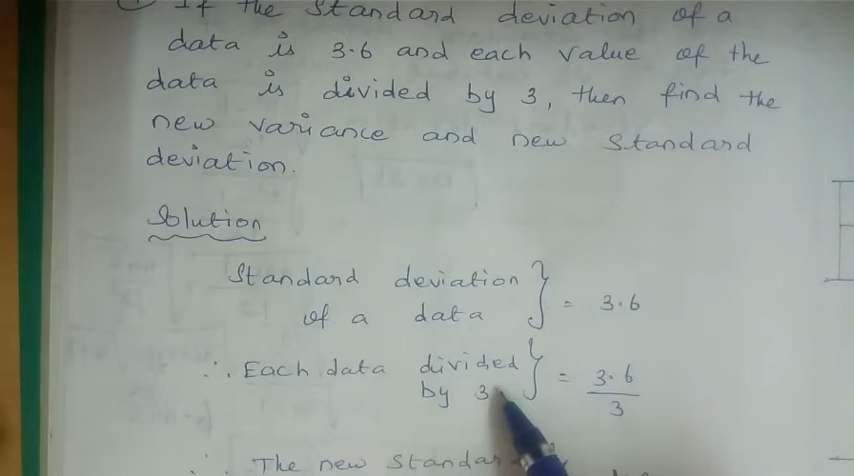 If the standard deviation of a
data is 3.6 and each value of the
data is divided by 3, then find the
new variance and new standard
deviation.
Solution
Standard deviation
of a data } = 3.6
∴ Each data divided
by 3 } = 3.6/3
∴ The new Standar